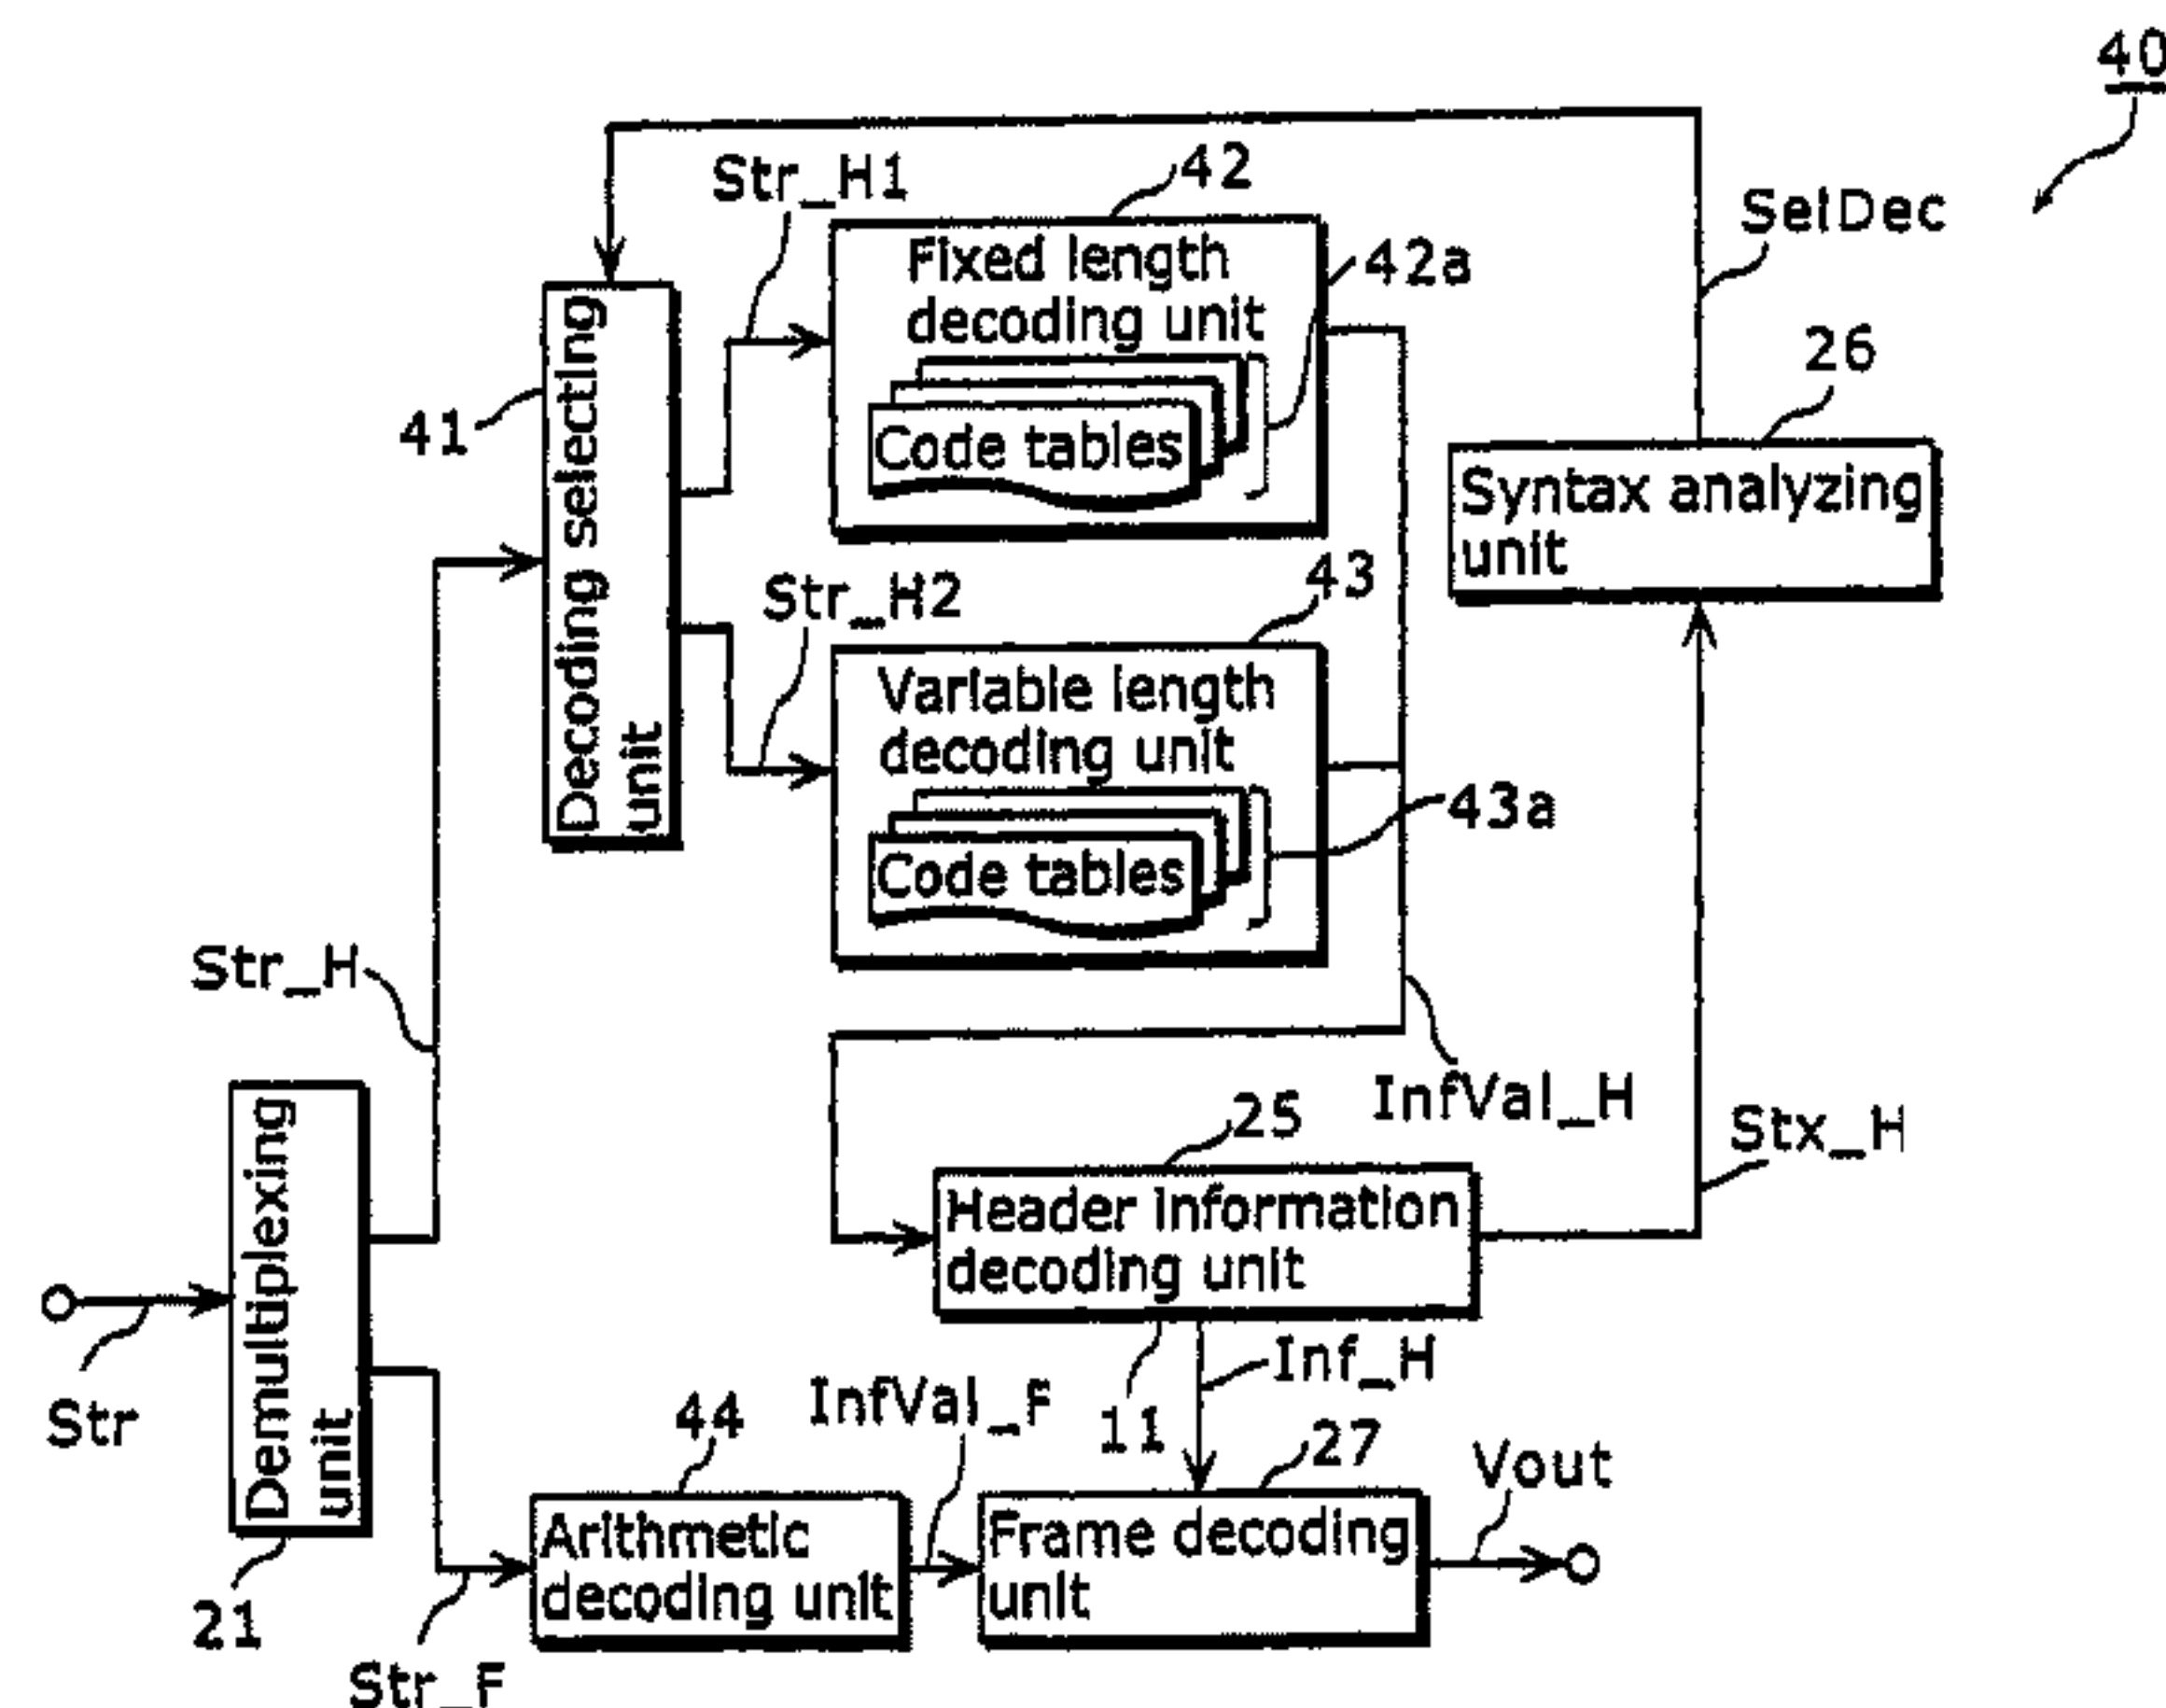 40
Str_H1
42
SelDec
Fixed length
decoding unit
42a
Code tables
26
Decoding selecting
unit
41
Syntax analyzing
unit
Str_H2
43
Variable length
decoding unit
43a
Code tables
Str_H
InfVal_H
Stx_H
25
Header information
decoding unit
Demultiplexing
unit
Str
21
Inf_H
11
InfVal_F
44
27
Vout
Arithmetic
decoding unit
Frame decoding
unit
Str_F